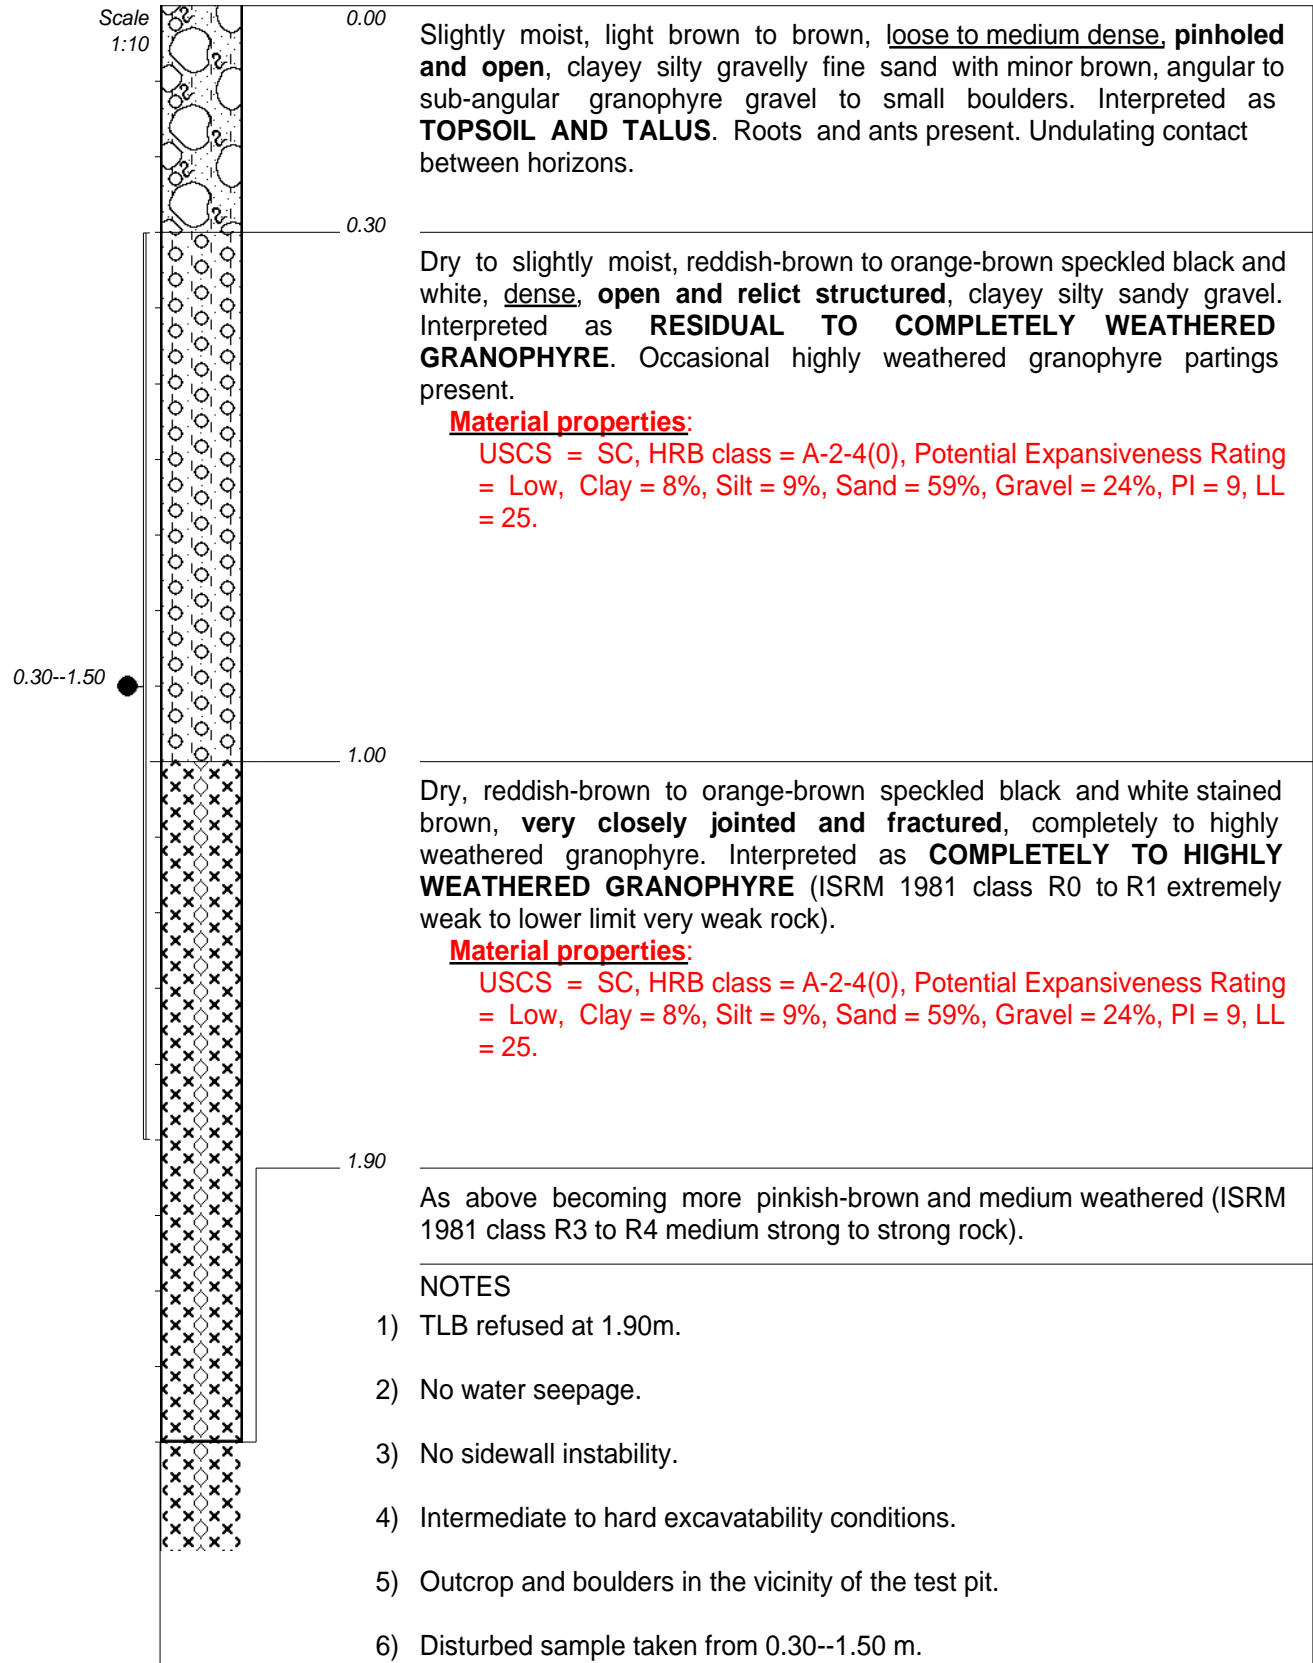 Scale
1:10
0.00
Slightly moist, light brown to brown, loose to medium dense, pinholed
and open, clayey silty gravelly fine sand with minor brown, angular to
sub-angular granophyre gravel to small boulders. Interpreted as
TOPSOIL AND TALUS. Roots and ants present. Undulating contact
between horizons.
0.30
Dry to slightly moist, reddish-brown to orange-brown speckled black and
white, dense, open and relict structured, clayey silty sandy gravel.
Interpreted as RESIDUAL TO COMPLETELY WEATHERED
GRANOPHYRE. Occasional highly weathered granophyre partings
present.
Material properties:
USCS = SC, HRB class = A-2-4(0), Potential Expansiveness Rating
= Low, Clay = 8%, Silt = 9%, Sand = 59%, Gravel = 24%, PI = 9, LL
= 25.
0.30--1.50
1.00
Dry, reddish-brown to orange-brown speckled black and white stained
brown, very closely jointed and fractured, completely to highly
weathered granophyre. Interpreted as COMPLETELY TO HIGHLY
WEATHERED GRANOPHYRE (ISRM 1981 class R0 to R1 extremely
weak to lower limit very weak rock).
Material properties:
USCS = SC, HRB class = A-2-4(0), Potential Expansiveness Rating
= Low, Clay = 8%, Silt = 9%, Sand = 59%, Gravel = 24%, PI = 9, LL
= 25.
1.90
As above becoming more pinkish-brown and medium weathered (ISRM
1981 class R3 to R4 medium strong to strong rock).
NOTES
1) TLB refused at 1.90m.
2) No water seepage.
3) No sidewall instability.
4) Intermediate to hard excavatability conditions.
5) Outcrop and boulders in the vicinity of the test pit.
6) Disturbed sample taken from 0.30--1.50 m.